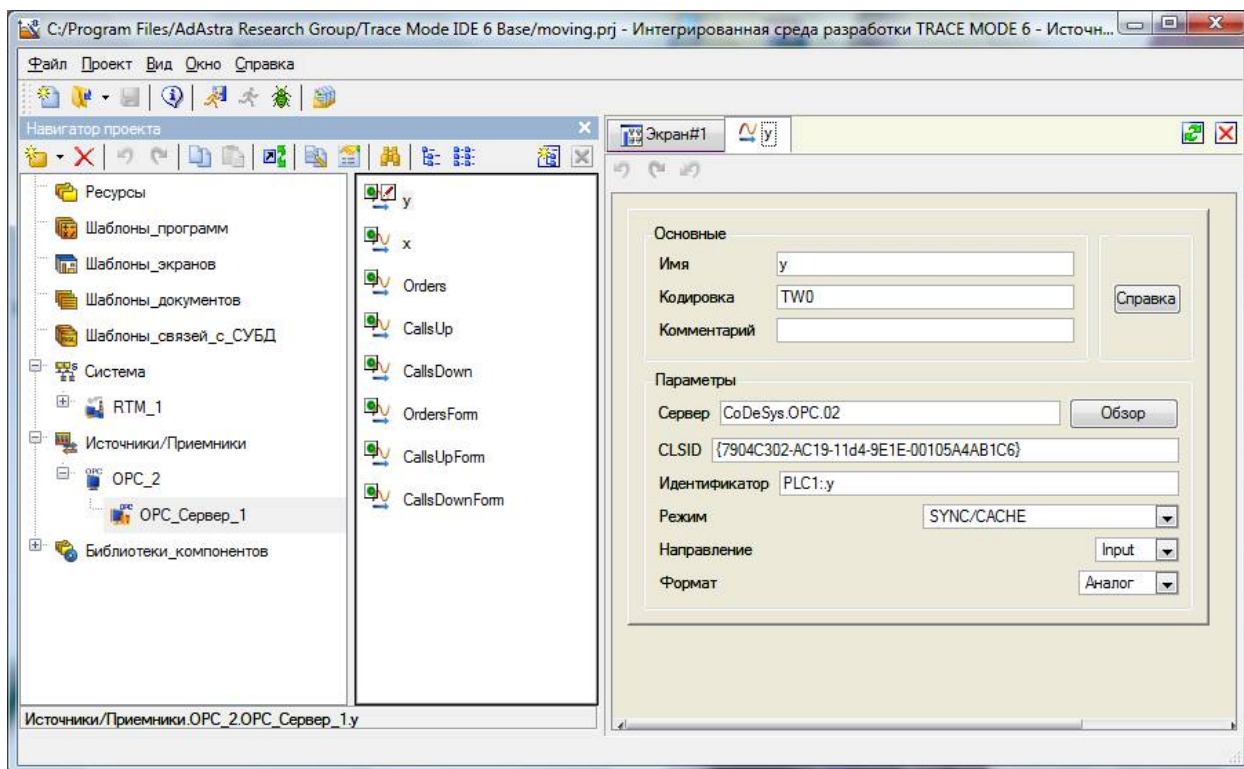 C:/Program Files/AdAstra Research Group/Trace Mode IDE 6 Base/moving.prj - Интегрированная среда разработки TRACE MODE 6 - Источн...
Файл Проект Вид Окно Справка
Навигатор проекта
Ресурсы
Шаблоны_программ
Шаблоны_экранов
Шаблоны_документов
Шаблоны_связей_с_СУБД
Система
RTM_1
Источники/Приемники
OPC_2
OPC_Сервер_1
Библиотеки_компонентов
y
x
Orders
CallsUp
CallsDown
OrdersForm
CallsUpForm
CallsDownForm
Источники/Приемники.OPC_2.OPC_Сервер_1.y
Экран#1 y
Основные
Имя y
Кодировка TW0
Комментарий
Справка
Параметры
Сервер CoDeSys.OPC.02 Обзор
CLSID {7904C302-AC19-11d4-9E1E-00105A4AB1C6}
Идентификатор PLC1:.y
Режим SYNC/CACHE
Направление Input
Формат Аналог